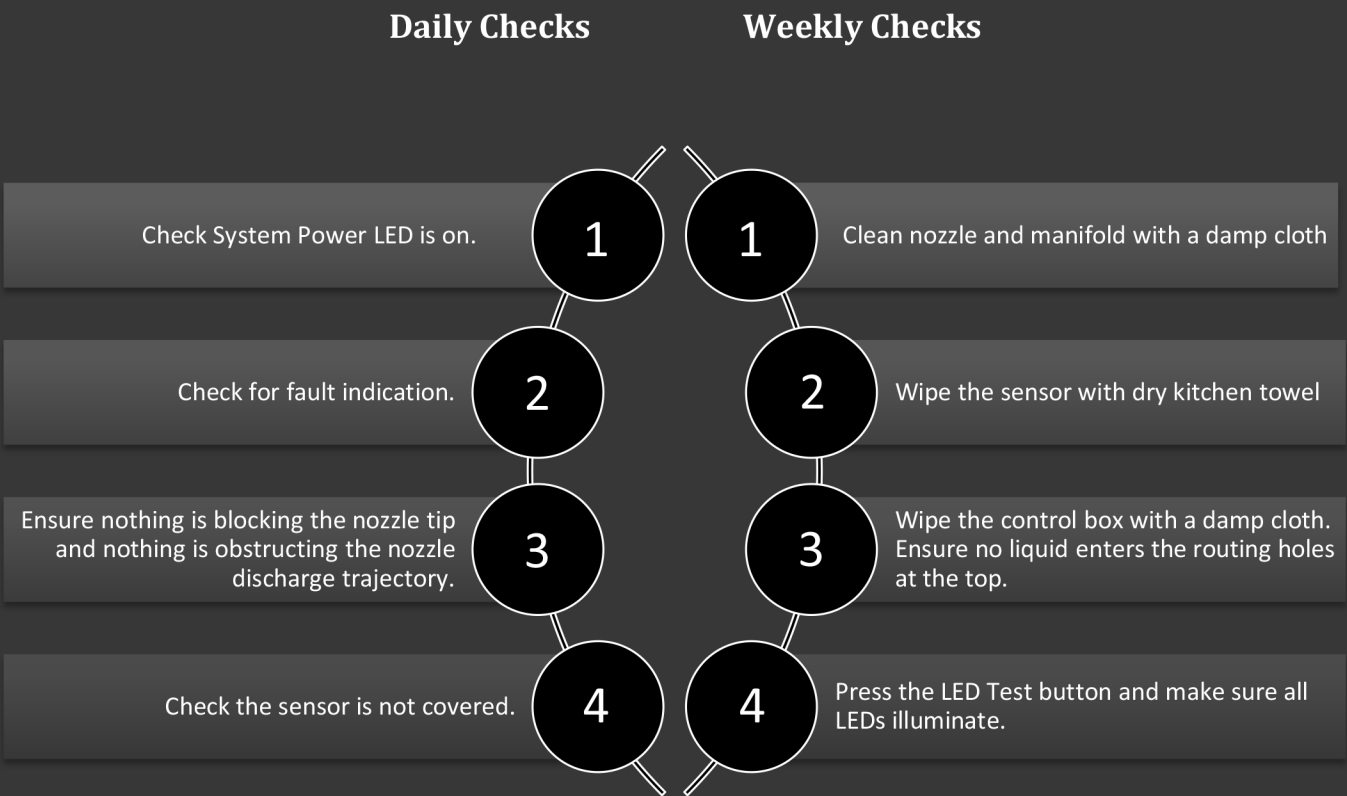 Daily Checks
Weekly Checks
1
Check System Power LED is on.
2
Check for fault indication.
3
Ensure nothing is blocking the nozzle tip
and nothing is obstructing the nozzle
discharge trajectory.
4
Check the sensor is not covered.
1
Clean nozzle and manifold with a damp cloth
2
Wipe the sensor with dry kitchen towel
3
Wipe the control box with a damp cloth.
Ensure no liquid enters the routing holes
at the top.
4
Press the LED Test button and make sure all
LEDs illuminate.